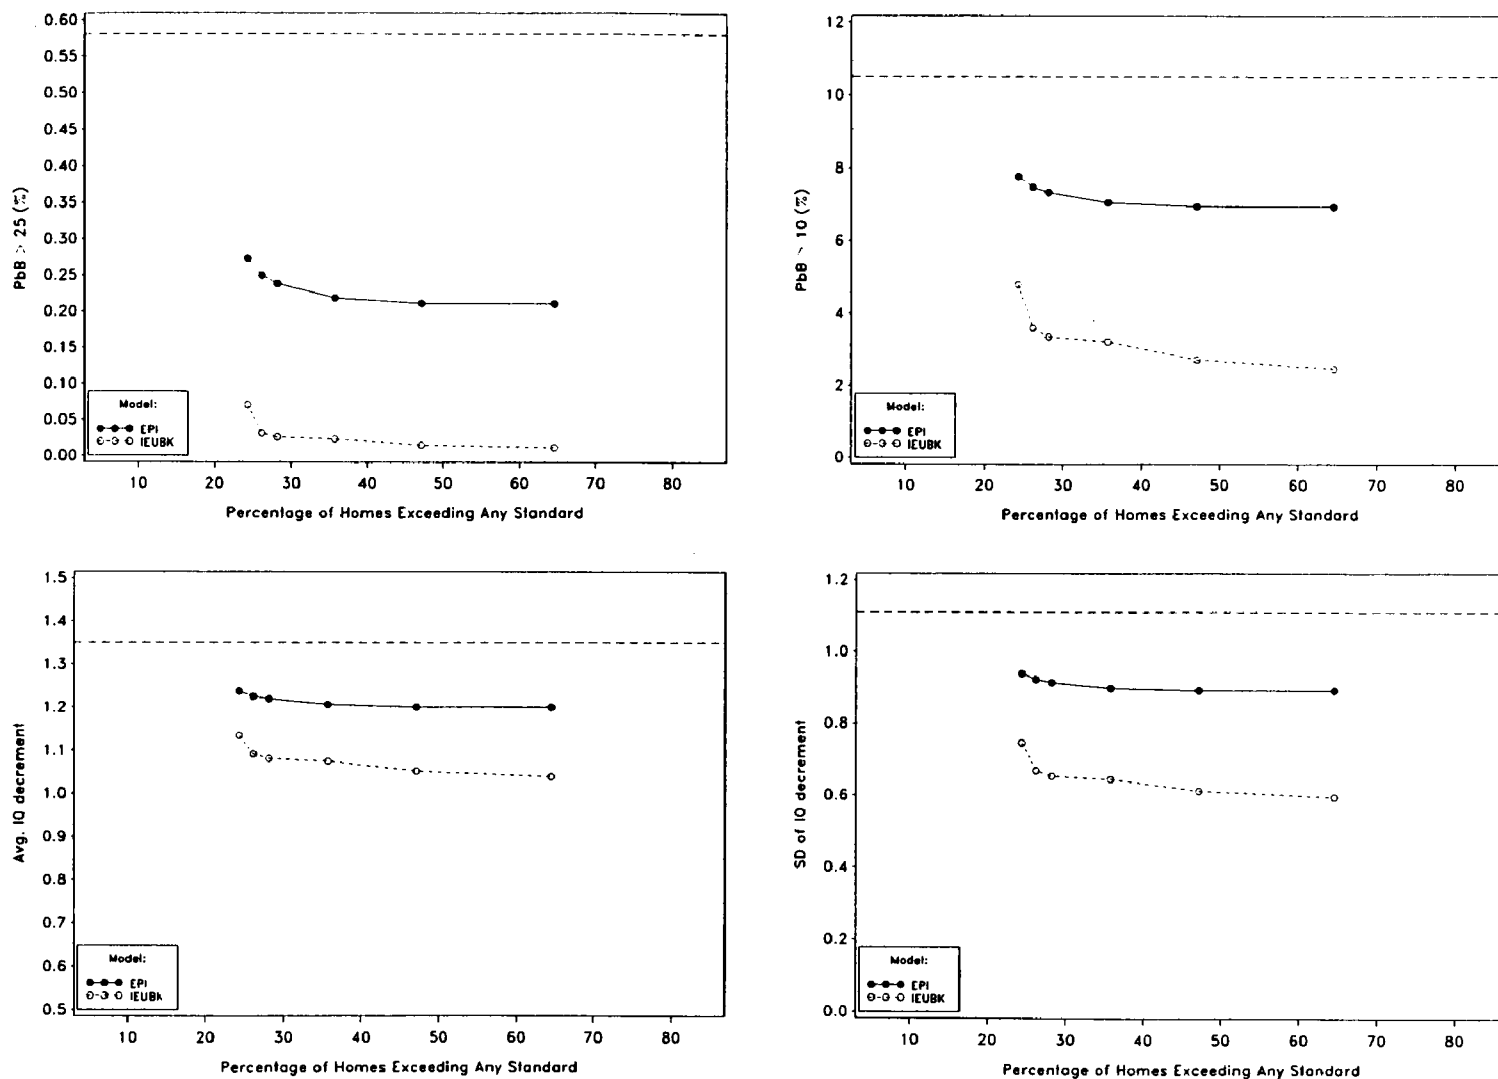 0.60
0.55
0.50
0.45
0.40
0.35
0.30
0.25
0.20
0.15
0.10
0.05
0.00
PbB > 25 (%)
Model:
EPI
IEUBK
10 20 30 40 50 60 70 80
Percentage of Homes Exceeding Any Standard
12
10
8
6
4
2
0
PbB > 10 (%)
Model:
EPI
IEUBK
10 20 30 40 50 60 70 80
Percentage of Homes Exceeding Any Standard
1.5
1.4
1.3
1.2
1.1
1.0
0.9
0.8
0.7
0.6
0.5
Avg. IQ decrement
Model:
EPI
IEUBK
10 20 30 40 50 60 70 80
Percentage of Homes Exceeding Any Standard
1.2
1.0
0.8
0.6
0.4
0.2
0.0
SD of IQ decrement
Model:
EPI
IEUBK
10 20 30 40 50 60 70 80
Percentage of Homes Exceeding Any Standard